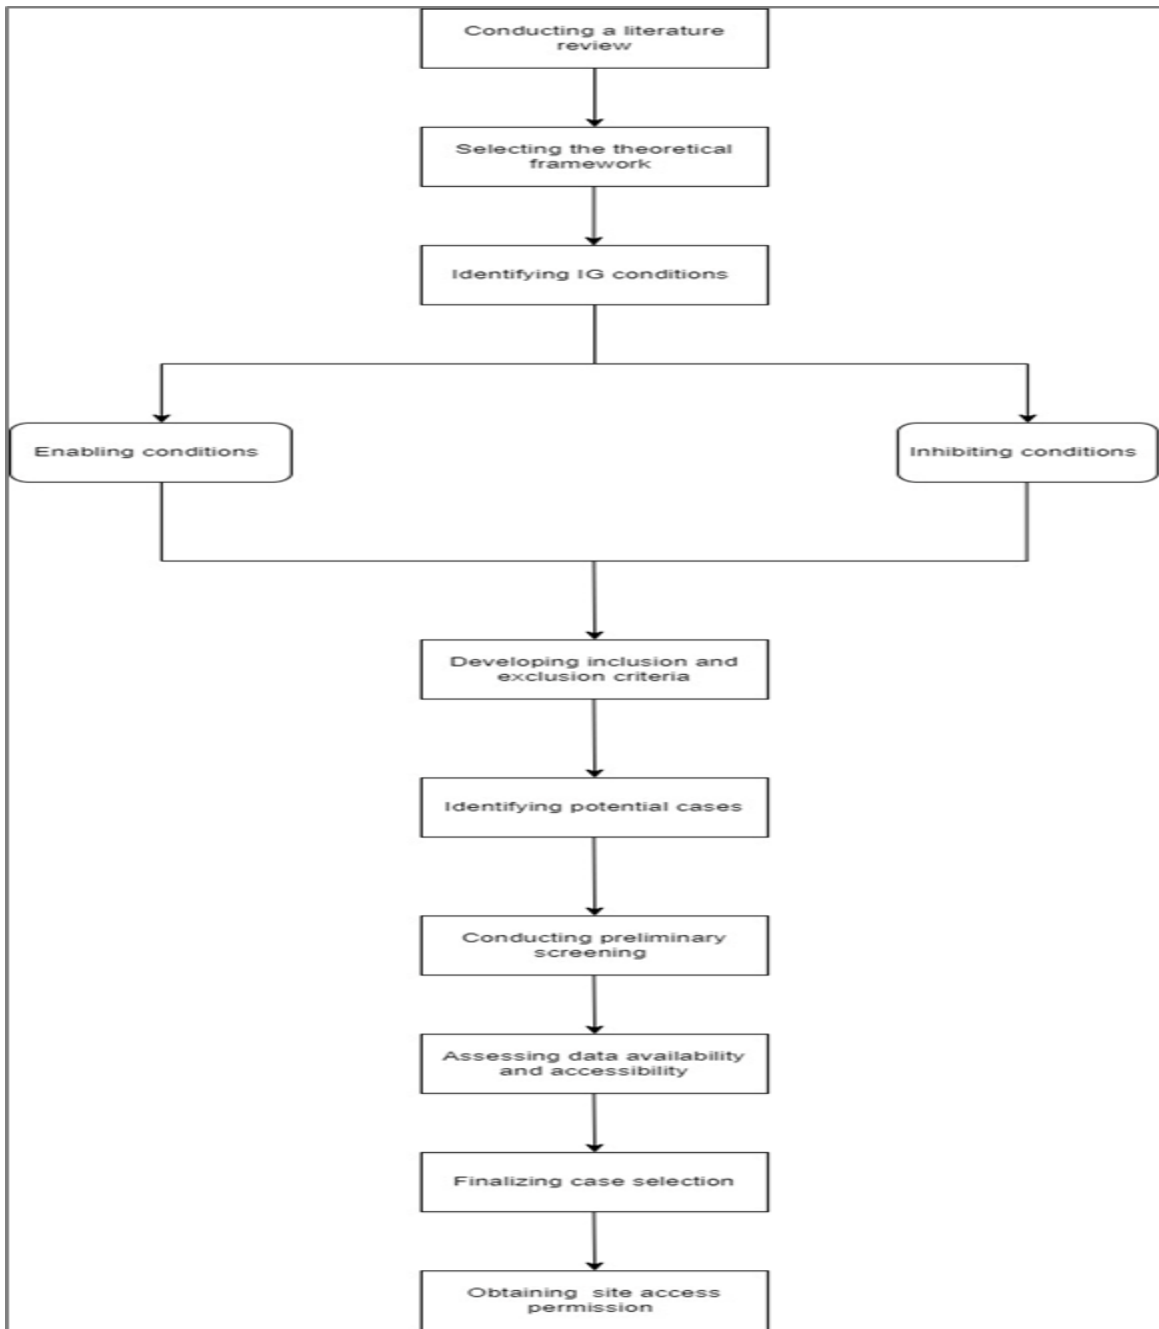 Conducting a literature
review
Selecting the theoretical
framework
Identifying IG conditions
Enabling conditions
Inhibiting conditions
Developing inclusion and
exclusion criteria
Identifying potential cases
Conducting preliminary
screening
Assessing data availability
and accessibility
Finalizing case selection
Obtaining site access
permission